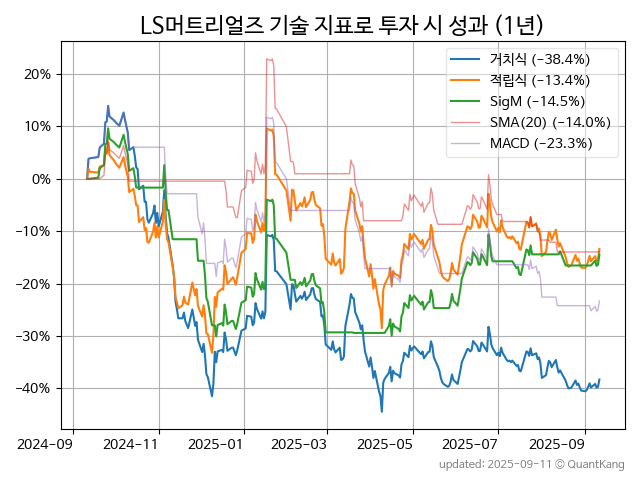 LS머트리얼즈 기술 지표로 투자 시 성과 (1년)
거치식 (−38.4%)
적립식 (−13.4%)
SigM (−14.5%)
SMA(20) (−14.0%)
MACD (−23.3%)
20%
10%
0%
−10%
−20%
−30%
−40%
2024-09
2024-11
2025-01
2025-03
2025-05
2025-07
2025-09
updated: 2025-09-11 © QuantKang